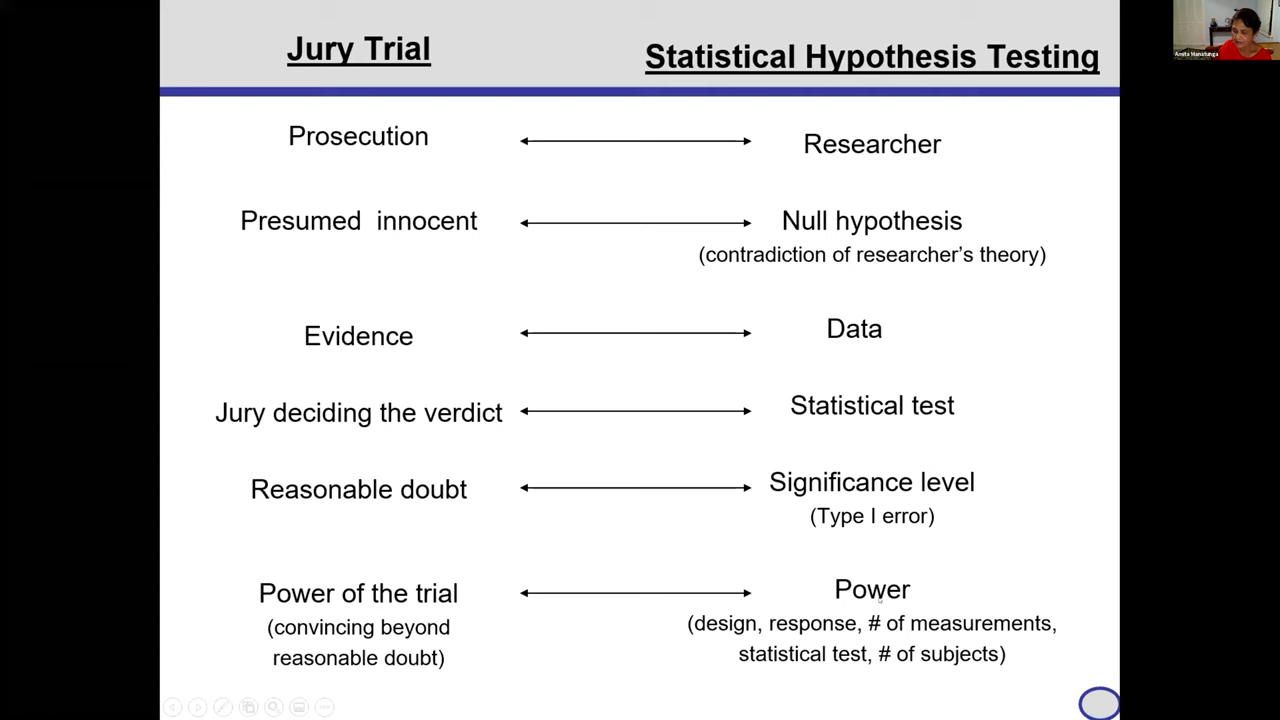 Jury Trial
Statistical Hypothesis Testing
Prosecution
Researcher
Presumed innocent
Null hypothesis
(contradiction of researcher's theory)
Evidence
Data
Jury deciding the verdict
Statistical test
Reasonable doubt
Significance level
(Type I error)
Power of the trial
(convincing beyond
reasonable doubt)
Power
(design, response, # of measurements,
statistical test, # of subjects)
Amita Manatunga